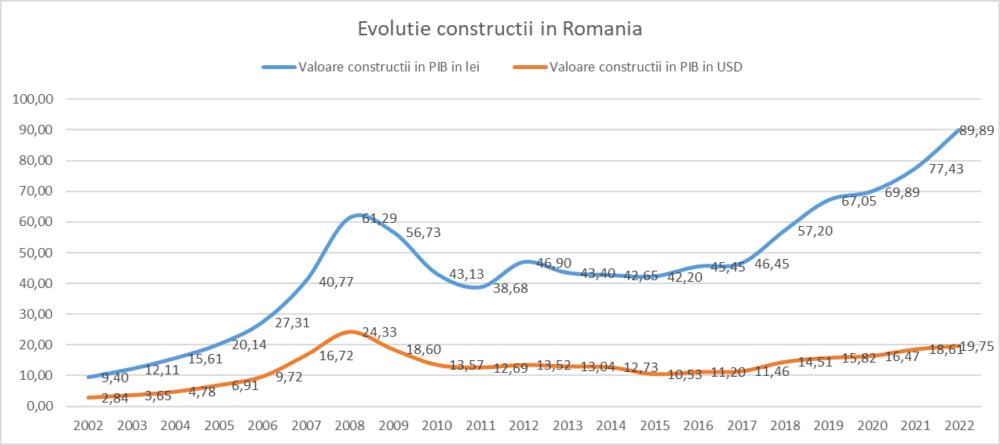 Evolutie constructii in Romania
Valoare constructii in PIB in lei Valoare constructii in PIB in USD
100,00
90,00
80,00
70,00
60,00
50,00
40,00
30,00
20,00
10,00
0,00
9,40 12,11 15,61 20,14 27,31 40,77 61,29 56,73 43,13 38,68 46,90 43,40 42,65 42,20 45,45 46,45 57,20 67,05 69,89 77,43 89,89
2,84 3,65 4,78 6,91 9,72 16,72 24,33 18,60 13,57 12,69 13,52 13,04 12,73 10,53 11,20 11,46 14,51 15,82 16,47 18,61 19,75
2002 2003 2004 2005 2006 2007 2008 2009 2010 2011 2012 2013 2014 2015 2016 2017 2018 2019 2020 2021 2022